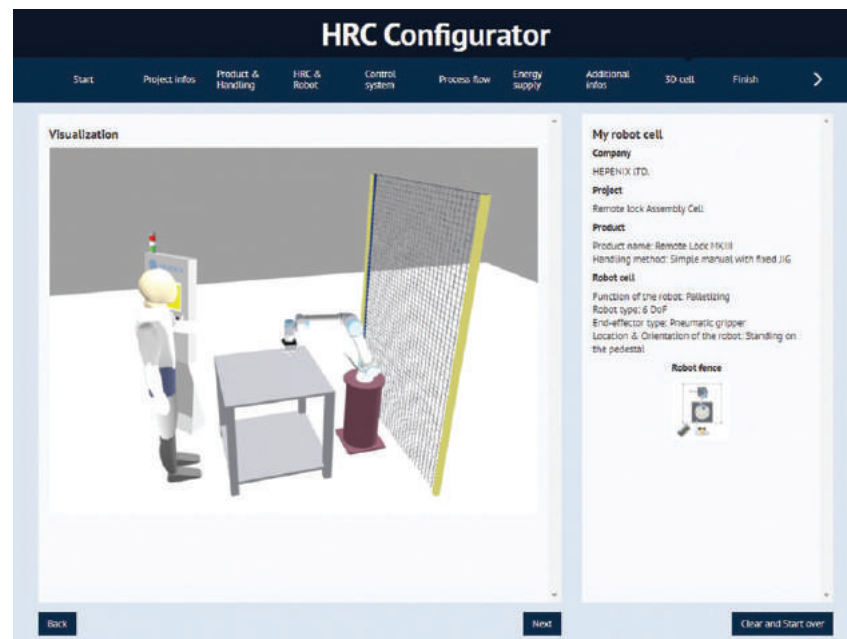 HRC Configurator
Start
Project infos
Product &
Handling
HRC &
Robot
Control
system
Process flow
Energy
supply
Additional
infos
3D cell
Finish
Visualization
My robot cell
Company
HEPENIX LTD.
Project
Remote lock Assembly Cell
Product
Product name: Remote Lock MKIII
Handling method: Simple manual with fixed JIG
Robot cell
Function of the robot: Palletizing
Robot type: 6 DoF
End-effector type: Pneumatic gripper
Location & Orientation of the robot: Standing on
the pedestal
Robot fence
Back
Next
Clear and Start over